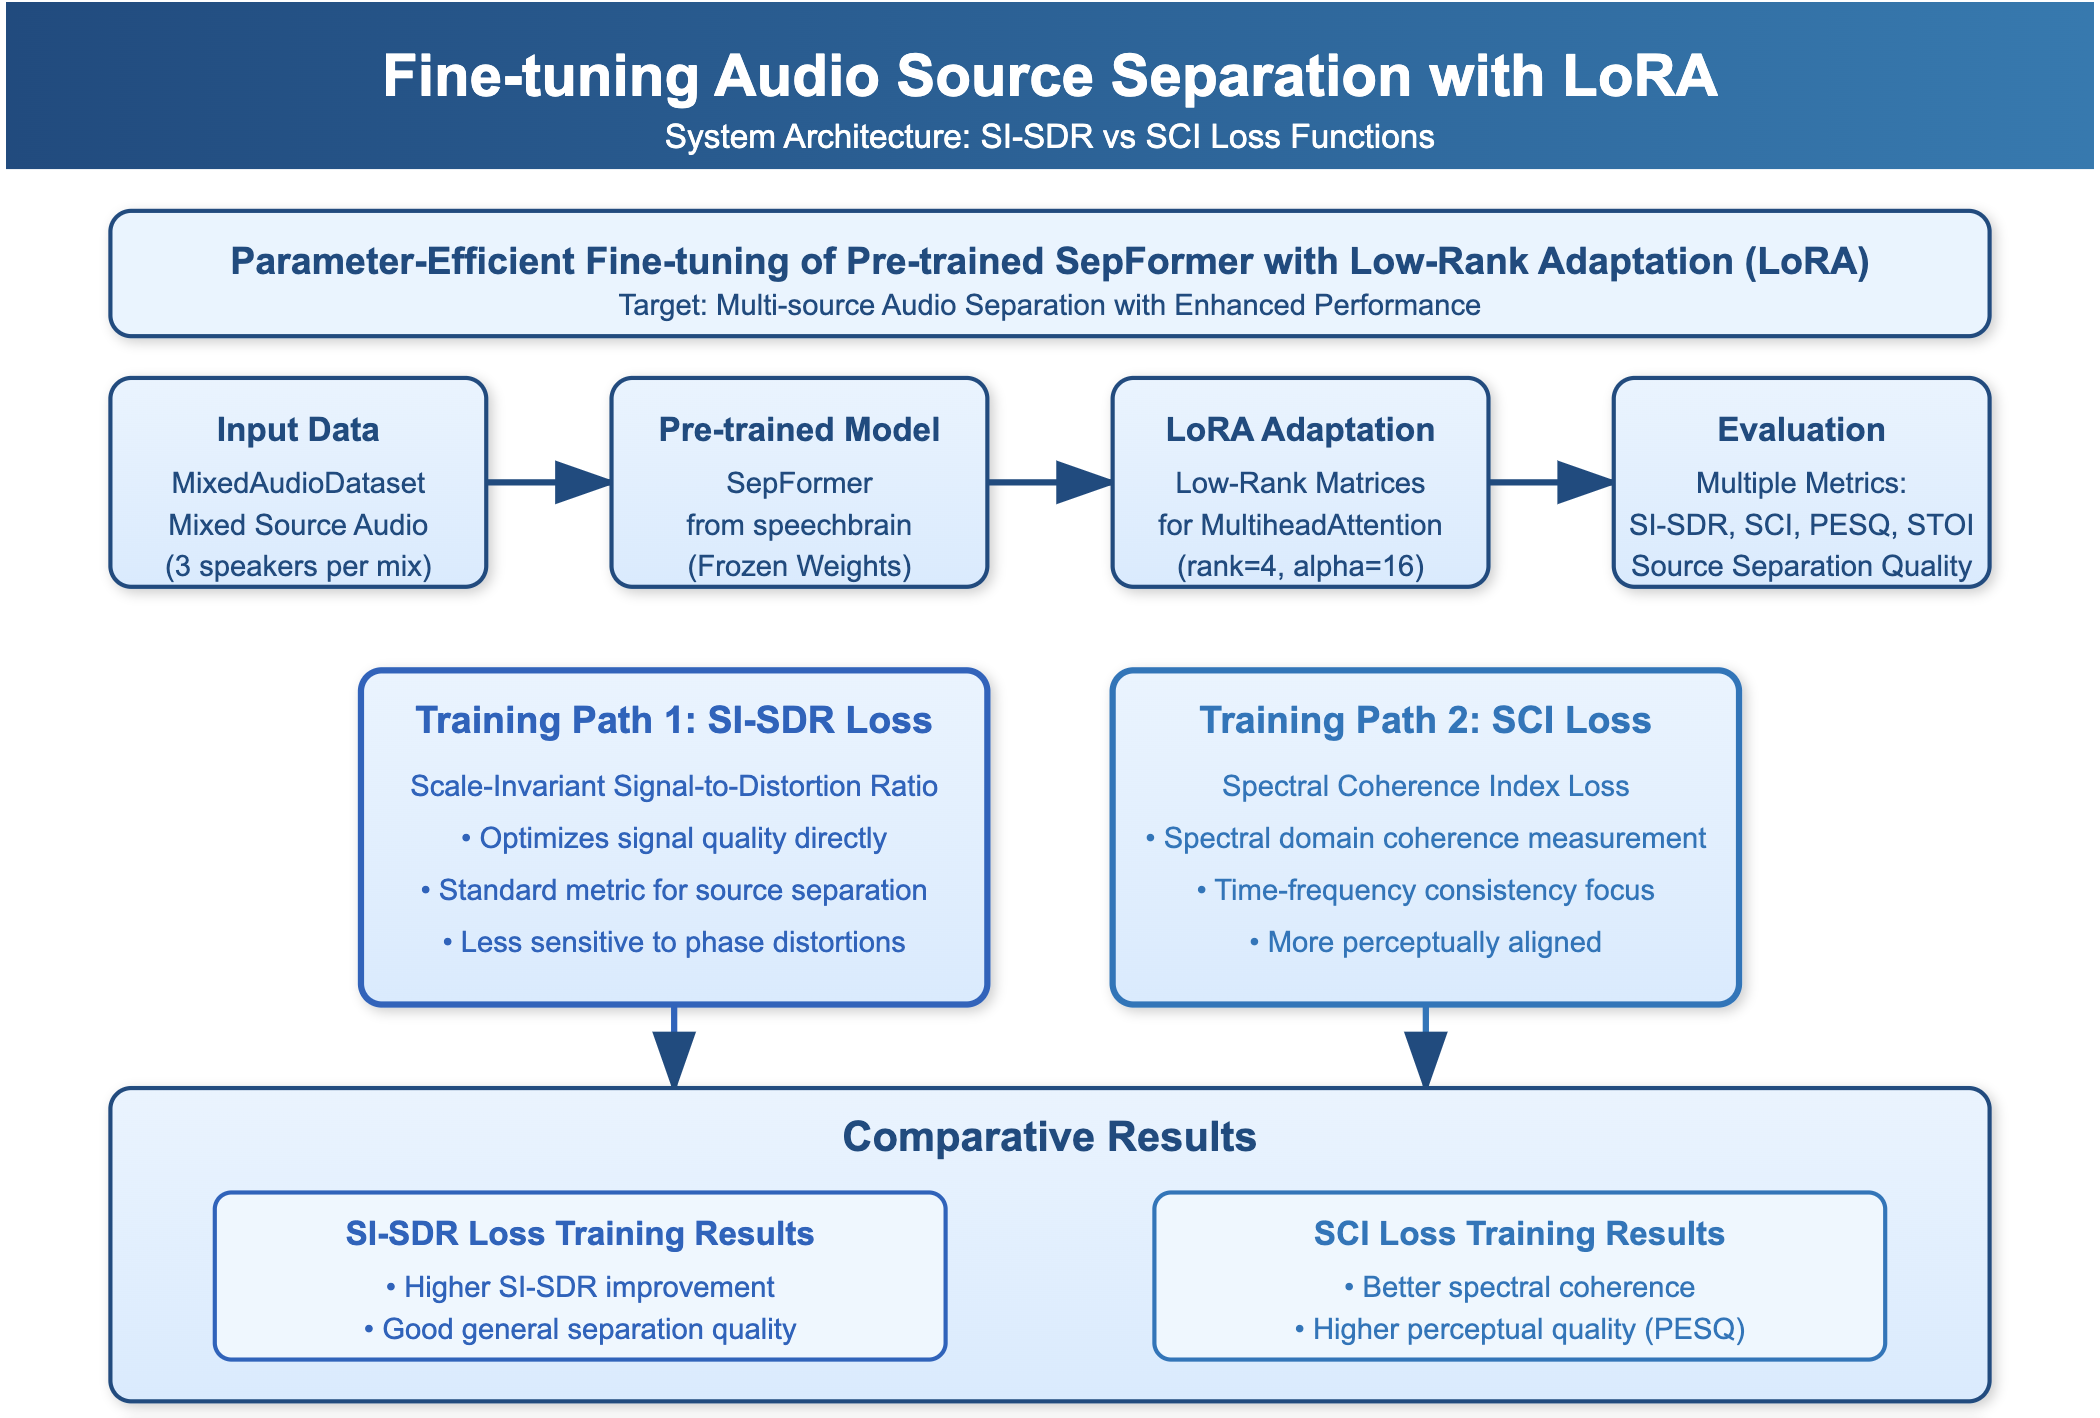 Fine-tuning Audio Source Separation with LoRA
System Architecture: SI-SDR vs SCI Loss Functions
Parameter-Efficient Fine-tuning of Pre-trained SepFormer with Low-Rank Adaptation (LoRA)
Target: Multi-source Audio Separation with Enhanced Performance
Input Data
MixedAudioDataset
Mixed Source Audio
(3 speakers per mix)
Pre-trained Model
SepFormer
from speechbrain
(Frozen Weights)
LoRA Adaptation
Low-Rank Matrices
for MultiheadAttention
(rank=4, alpha=16)
Evaluation
Multiple Metrics:
SI-SDR, SCI, PESQ, STOI
Source Separation Quality
Training Path 1: SI-SDR Loss
Scale-Invariant Signal-to-Distortion Ratio
• Optimizes signal quality directly
• Standard metric for source separation
• Less sensitive to phase distortions
Training Path 2: SCI Loss
Spectral Coherence Index Loss
• Spectral domain coherence measurement
• Time-frequency consistency focus
• More perceptually aligned
Comparative Results
SI-SDR Loss Training Results
• Higher SI-SDR improvement
• Good general separation quality
SCI Loss Training Results
• Better spectral coherence
• Higher perceptual quality (PESQ)